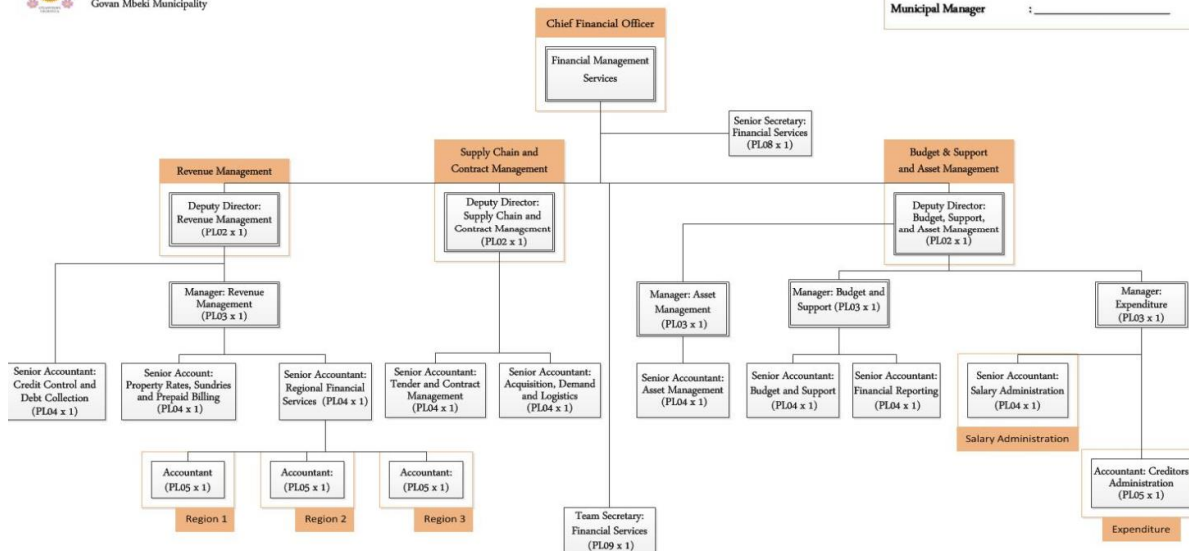 Govan Mbeki Municipality
Municipal Manager : ____________________
Chief Financial Officer
Financial Management
Services
Senior Secretary:
Financial Services
(PL08 x 1)
Revenue Management
Supply Chain and
Contract Management
Budget & Support
and Asset Management
Deputy Director:
Revenue Management
(PL02 x 1)
Deputy Director:
Supply Chain and
Contract Management
(PL02 x 1)
Deputy Director:
Budget, Support,
and Asset Management
(PL02 x 1)
Manager: Revenue
Management
(PL03 x 1)
Manager: Asset
Management
(PL03 x 1)
Manager: Budget and
Support (PL03 x 1)
Manager:
Expenditure
(PL03 x 1)
Senior Accountant:
Credit Control and
Debt Collection
(PL04 x 1)
Senior Account:
Property Rates, Sundries
and Prepaid Billing
(PL04 x 1)
Senior Accountant:
Regional Financial
Services (PL04 x 1)
Senior Accountant:
Tender and Contract
Management
(PL04 x 1)
Senior Accountant:
Acquisition, Demand
and Logistics
(PL04 x 1)
Senior Accountant:
Asset Management
(PL04 x 1)
Senior Accountant:
Budget and Support
(PL04 x 1)
Senior Accountant:
Financial Reporting
(PL04 x 1)
Senior Accountant:
Salary Administration
(PL04 x 1)
Salary Administration
Accountant
(PL05 x 1)
Region 1
Accountant:
(PL05 x 1)
Region 2
Accountant:
(PL05 x 1)
Region 3
Accountant: Creditors
Administration
(PL05 x 1)
Expenditure
Team Secretary:
Financial Services
(PL09 x 1)